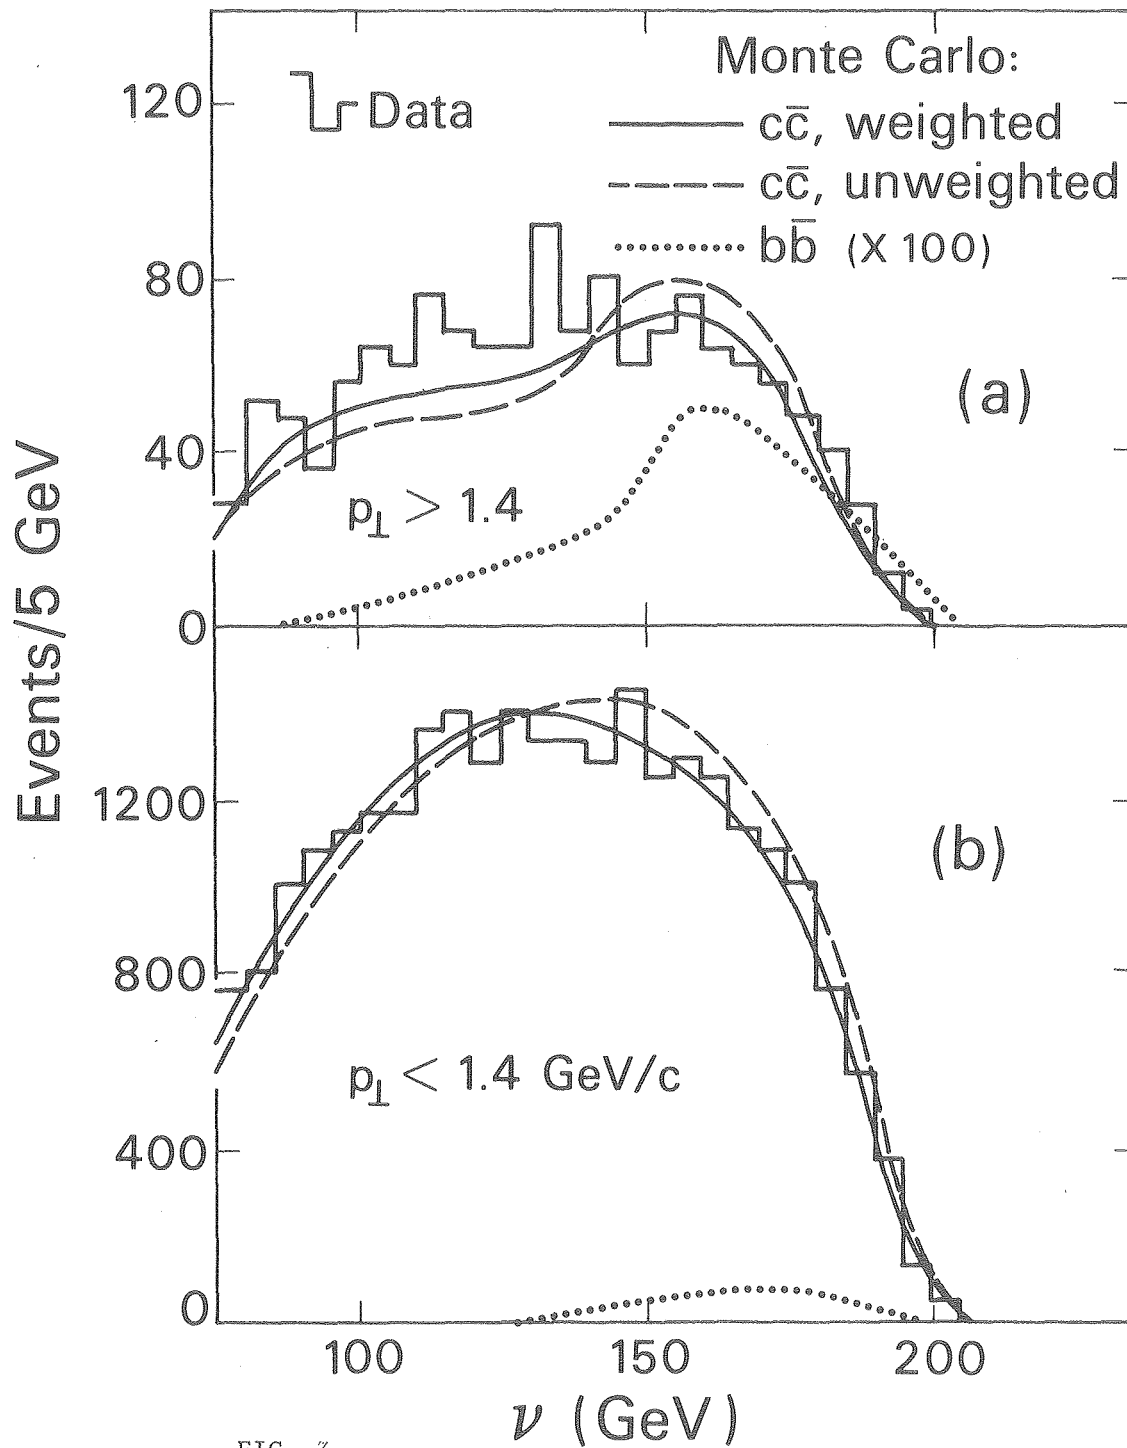 Monte Carlo:
Data
cc̄, weighted
cc̄, unweighted
bb̄ (X 100)
120
80
40
0
(a)
p⊥ > 1.4
Events/5 GeV
1200
800
400
0
(b)
p⊥ < 1.4 GeV/c
100 150 200
ν (GeV)
FIG.